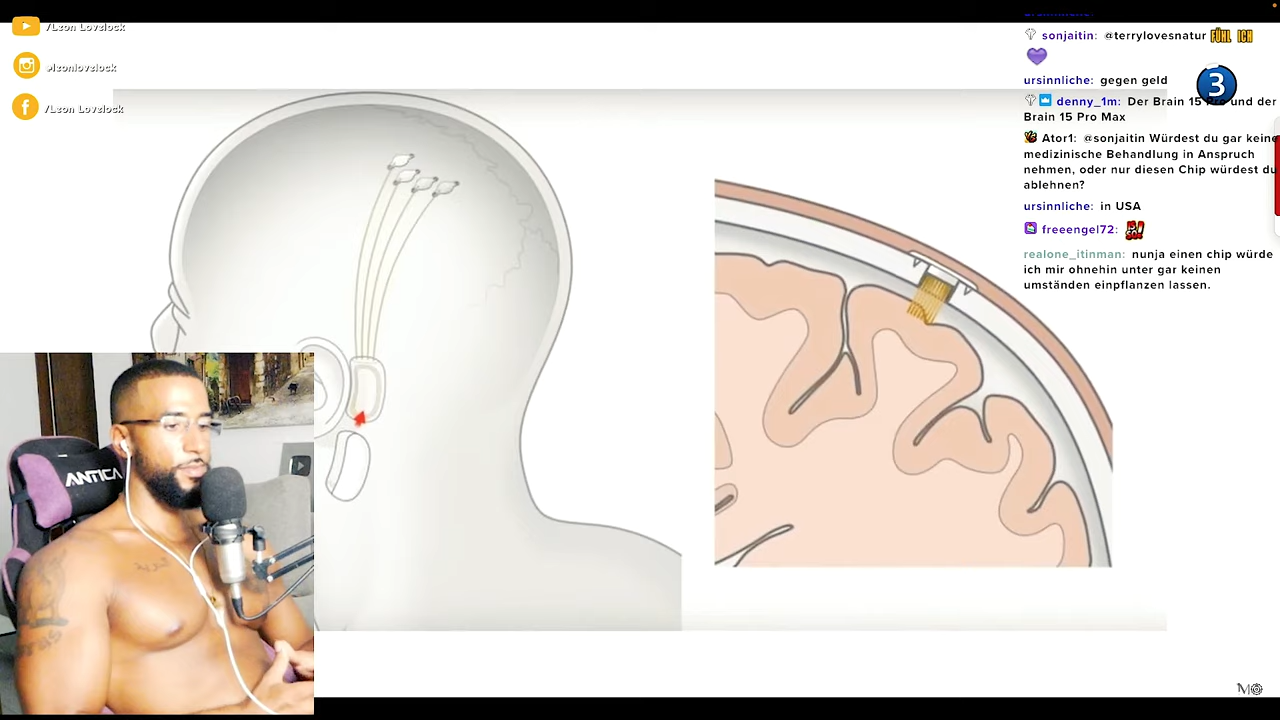 /Leon Lovelock
@leonlovelock
/Leon Lovelock
ANTICA
sonjaitin: @terrylovesnatur FÜHL ICH
ursinnliche: gegen geld
3
denny_1m: Der Brain 15 Pro und der
Brain 15 Pro Max
Ator1: @sonjaitin Würdest du gar keine
medizinische Behandlung in Anspruch
nehmen, oder nur diesen Chip würdest du
ablehnen?
ursinnliche: in USA
freeengel72:
realone_itinman: nunja einen chip würde
ich mir ohnehin unter gar keinen
umständen einpflanzen lassen.